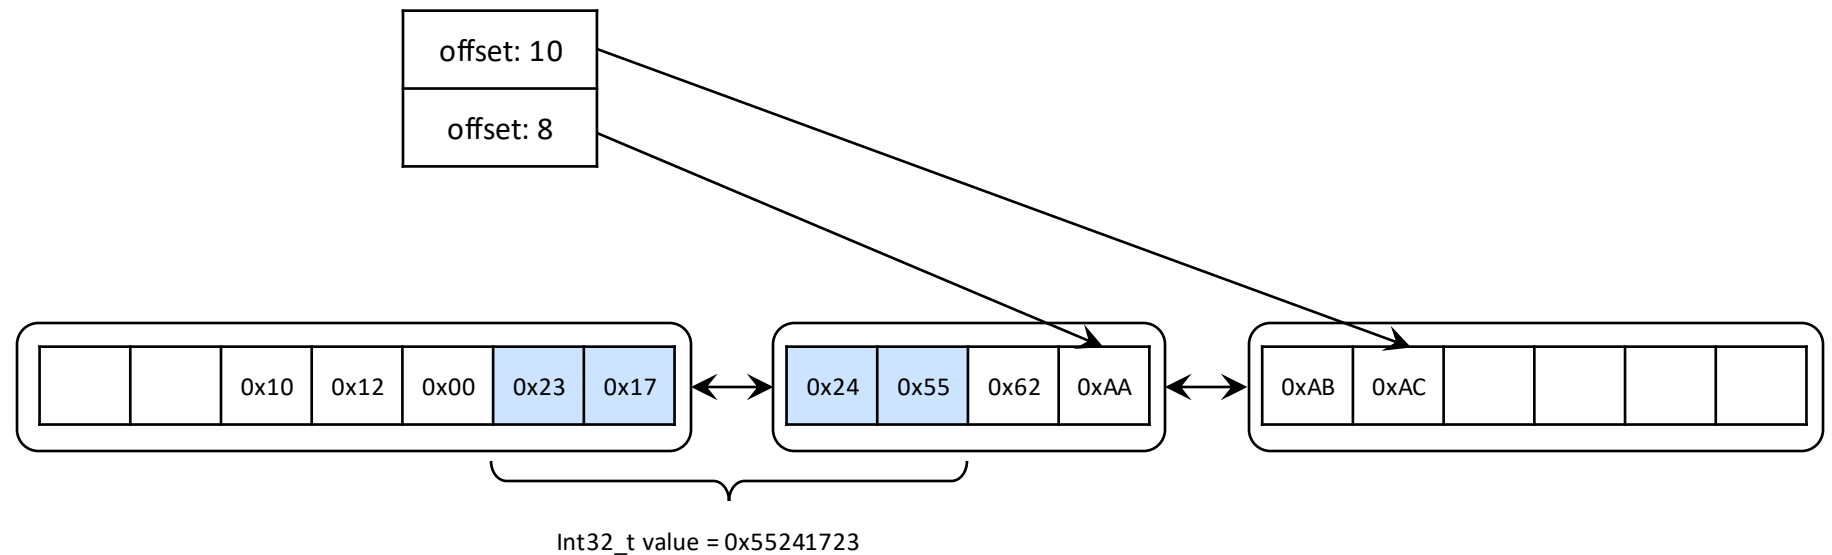 offset: 10
offset: 8
0x10 0x12 0x00 0x23 0x17 0x24 0x55 0x62 0xAA 0xAB 0xAC
Int32_t value = 0x55241723